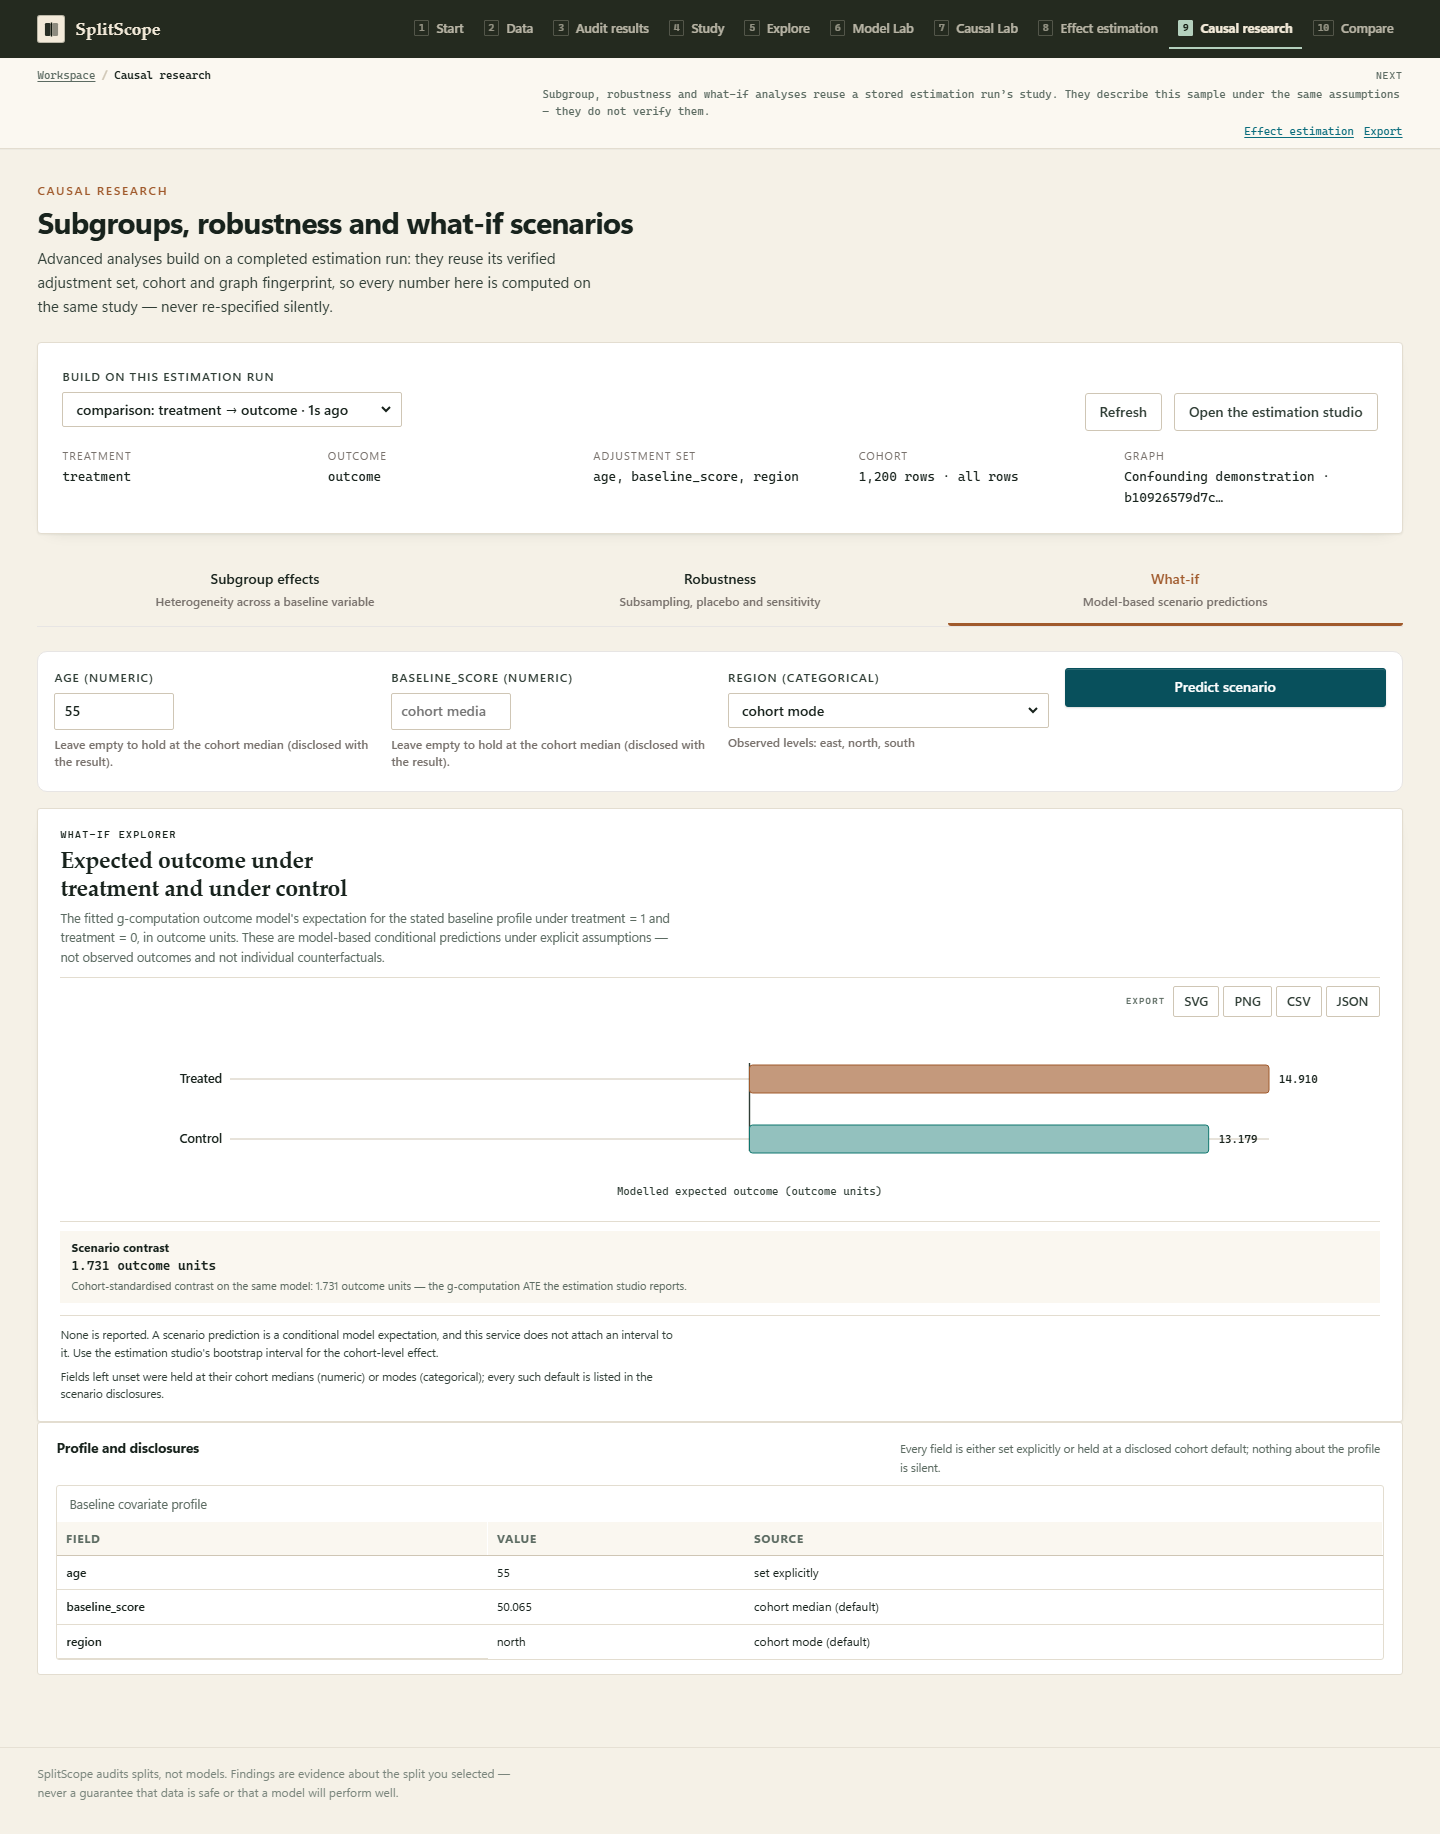 SplitScope
1 Start 2 Data 3 Audit results 4 Study 5 Explore 6 Model Lab 7 Causal Lab 8 Effect estimation 9 Causal research 10 Compare
Workspace / Causal research
NEXT
Subgroup, robustness and what-if analyses reuse a stored estimation run's study. They describe this sample under the same assumptions
— they do not verify them.
Effect estimation Export
CAUSAL RESEARCH
Subgroups, robustness and what-if scenarios
Advanced analyses build on a completed estimation run: they reuse its verified
adjustment set, cohort and graph fingerprint, so every number here is computed on
the same study — never re-specified silently.
BUILD ON THIS ESTIMATION RUN
comparison: treatment → outcome · 1s ago
Refresh Open the estimation studio
TREATMENT OUTCOME ADJUSTMENT SET COHORT GRAPH
treatment outcome age, baseline_score, region 1,200 rows · all rows Confounding demonstration ·
b10926579d7c…
Subgroup effects Robustness What-if
Heterogeneity across a baseline variable Subsampling, placebo and sensitivity Model-based scenario predictions
AGE (NUMERIC) BASELINE_SCORE (NUMERIC) REGION (CATEGORICAL)
55 cohort media cohort mode Predict scenario
Leave empty to hold at the cohort median (disclosed with Leave empty to hold at the cohort median (disclosed with Observed levels: east, north, south
the result). the result).
WHAT-IF EXPLORER
Expected outcome under
treatment and under control
The fitted g-computation outcome model's expectation for the stated baseline profile under treatment = 1 and
treatment = 0, in outcome units. These are model-based conditional predictions under explicit assumptions —
not observed outcomes and not individual counterfactuals.
EXPORT SVG PNG CSV JSON
Treated 14.910
Control 13.179
Modelled expected outcome (outcome units)
Scenario contrast
1.731 outcome units
Cohort-standardised contrast on the same model: 1.731 outcome units — the g-computation ATE the estimation studio reports.
None is reported. A scenario prediction is a conditional model expectation, and this service does not attach an interval to
it. Use the estimation studio's bootstrap interval for the cohort-level effect.
Fields left unset were held at their cohort medians (numeric) or modes (categorical); every such default is listed in the
scenario disclosures.
Profile and disclosures
Every field is either set explicitly or held at a disclosed cohort default; nothing about the profile
is silent.
Baseline covariate profile
FIELD VALUE SOURCE
age 55 set explicitly
baseline_score 50.065 cohort median (default)
region north cohort mode (default)
SplitScope audits splits, not models. Findings are evidence about the split you selected —
never a guarantee that data is safe or that a model will perform well.